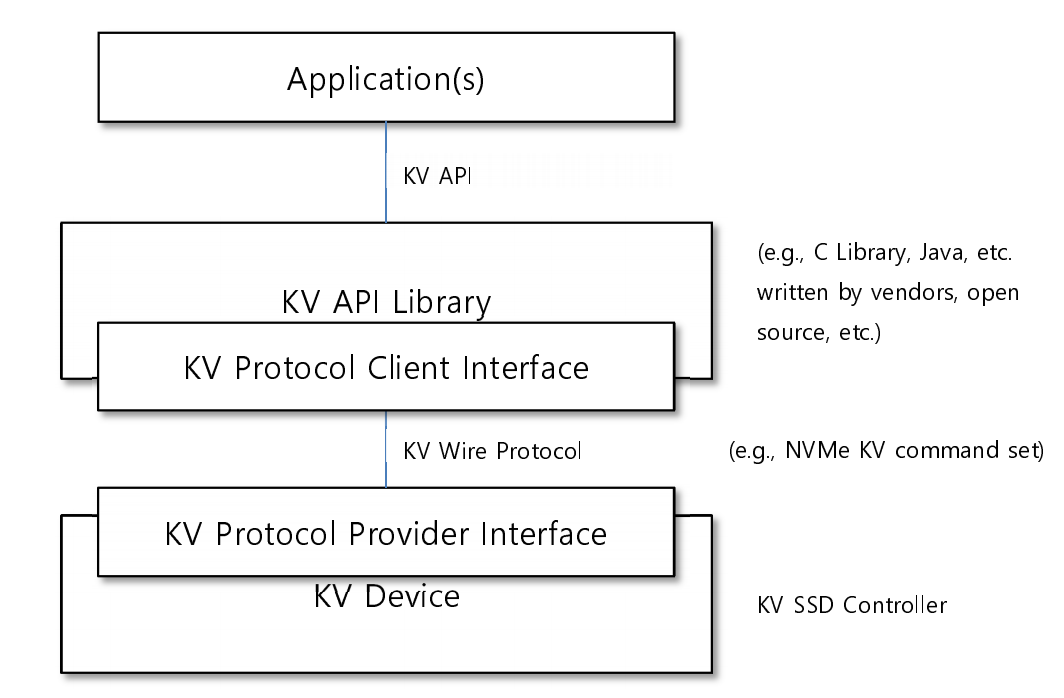 Application(s)
KV API
KV API Library
(e.g., C Library, Java, etc.
written by vendors, open
source, etc.)
KV Protocol Client Interface
KV Wire Protocol
(e.g., NVMe KV command set)
KV Protocol Provider Interface
KV Device
KV SSD Controller